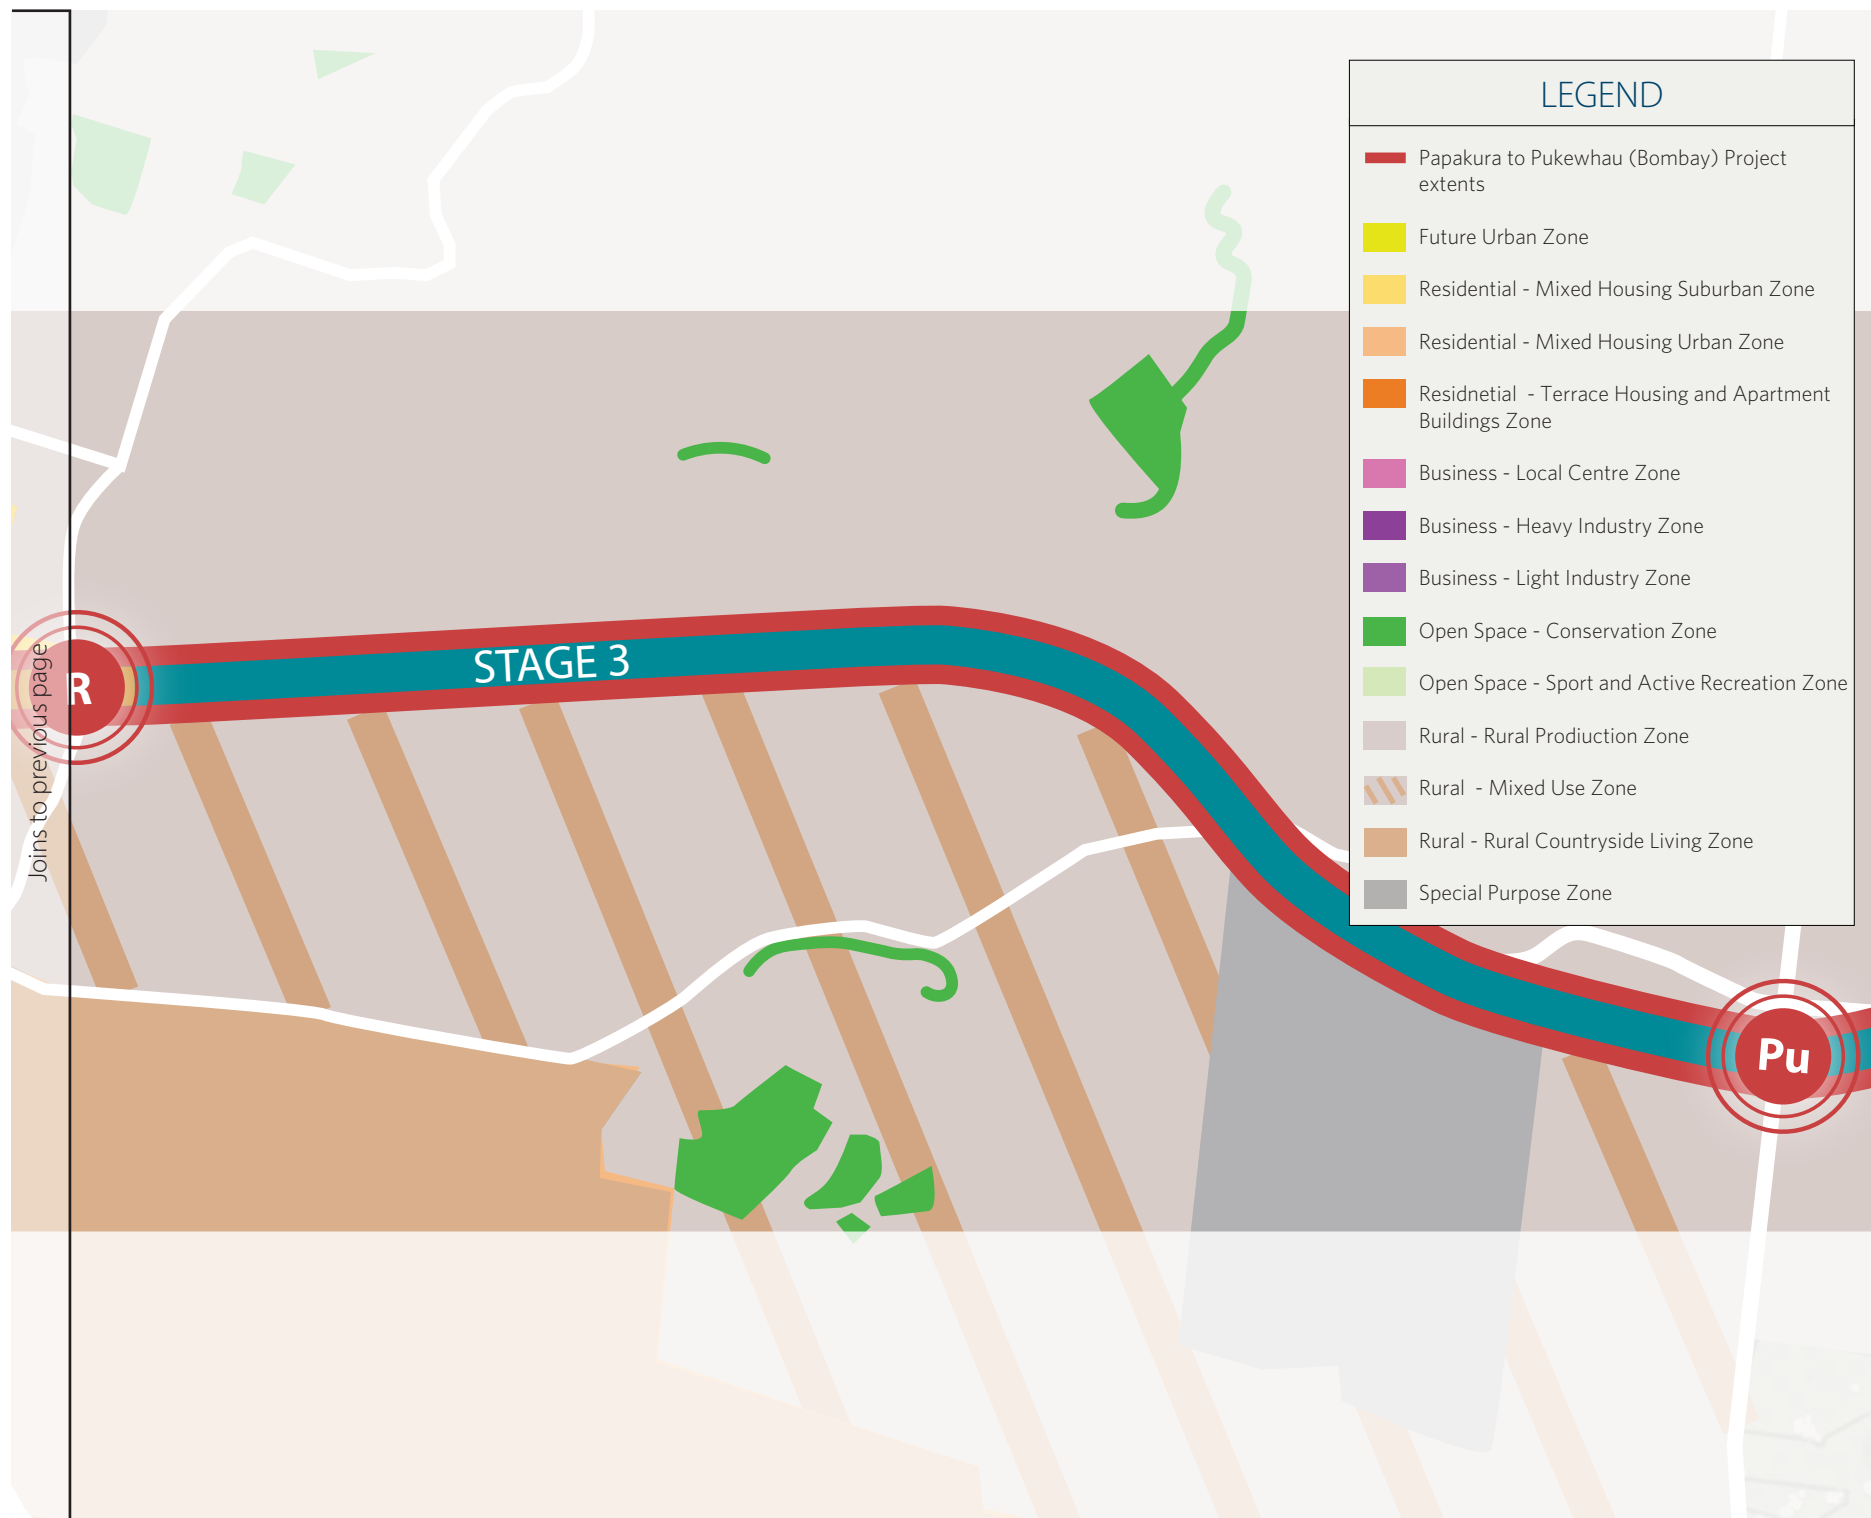 LEGEND
Papakura to Pukewhau (Bombay) Project
extents
Future Urban Zone
Residential - Mixed Housing Suburban Zone
Residential - Mixed Housing Urban Zone
Residnetial - Terrace Housing and Apartment
Buildings Zone
Business - Local Centre Zone
Business - Heavy Industry Zone
Business - Light Industry Zone
Open Space - Conservation Zone
Open Space - Sport and Active Recreation Zone
Rural - Rural Prodiuction Zone
Rural - Mixed Use Zone
Rural - Rural Countryside Living Zone
Special Purpose Zone
STAGE 3
R
Joins to previous page
Pu